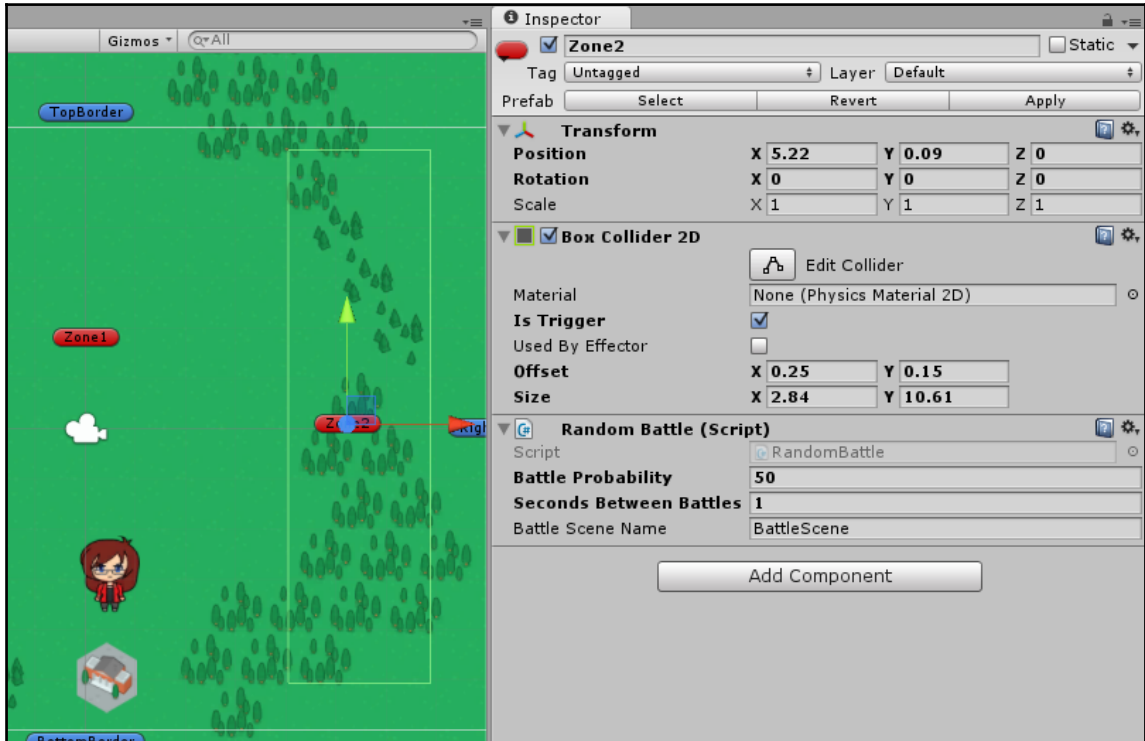 Gizmos All
TopBorder
Zone1
Zone2
Righ
BottomBorder
Inspector
Zone2 Static
Tag Untagged Layer Default
Prefab Select Revert Apply
Transform
Position X 5.22 Y 0.09 Z 0
Rotation X 0 Y 0 Z 0
Scale X 1 Y 1 Z 1
Box Collider 2D
Edit Collider
Material None (Physics Material 2D)
Is Trigger
Used By Effector
Offset X 0.25 Y 0.15
Size X 2.84 Y 10.61
Random Battle (Script)
Script RandomBattle
Battle Probability 50
Seconds Between Battles 1
Battle Scene Name BattleScene
Add Component